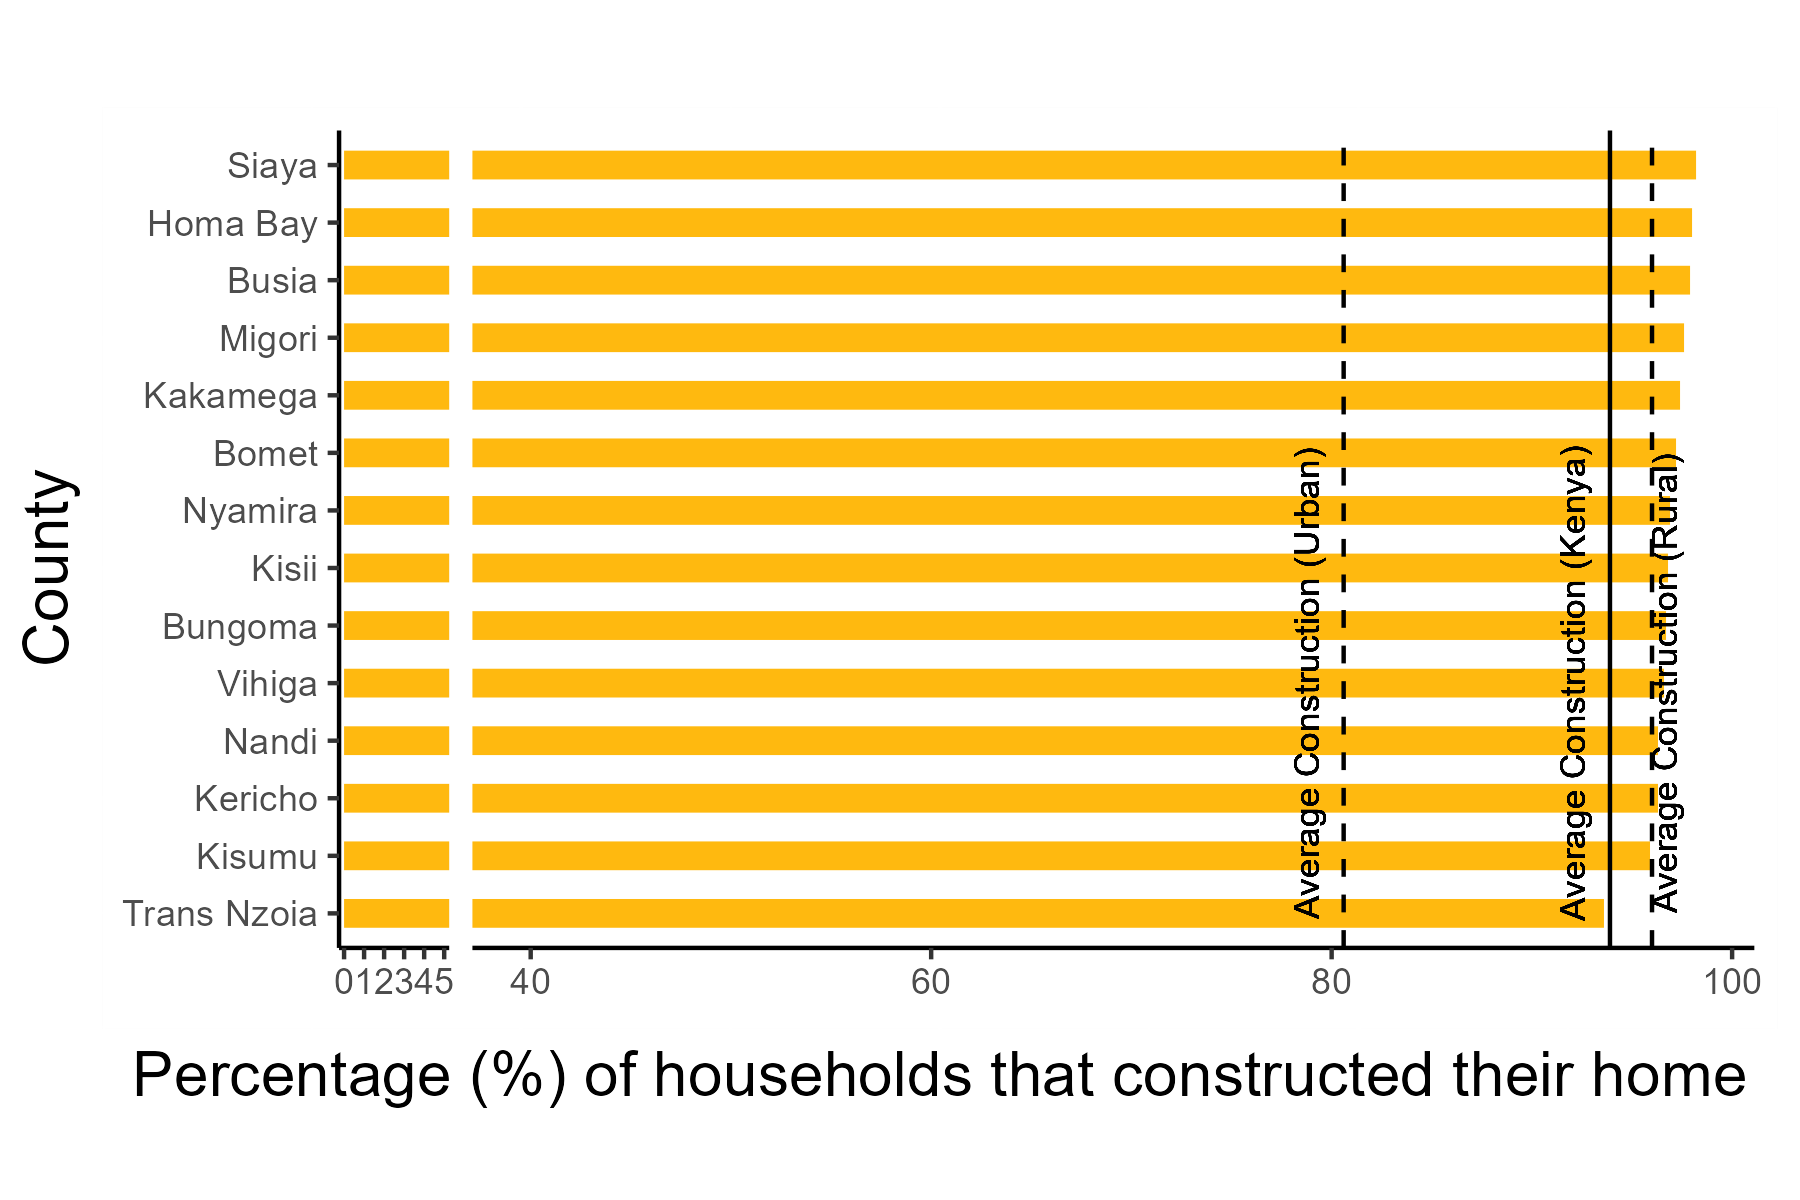 County
Siaya
Homa Bay
Busia
Migori
Kakamega
Bomet
Nyamira
Kisii
Bungoma
Vihiga
Nandi
Kericho
Kisumu
Trans Nzoia
Average Construction (Urban)
Average Construction (Kenya)
Average Construction (Rural)
0 1 2 3 4 5 40 60 80 100
Percentage (%) of households that constructed their home